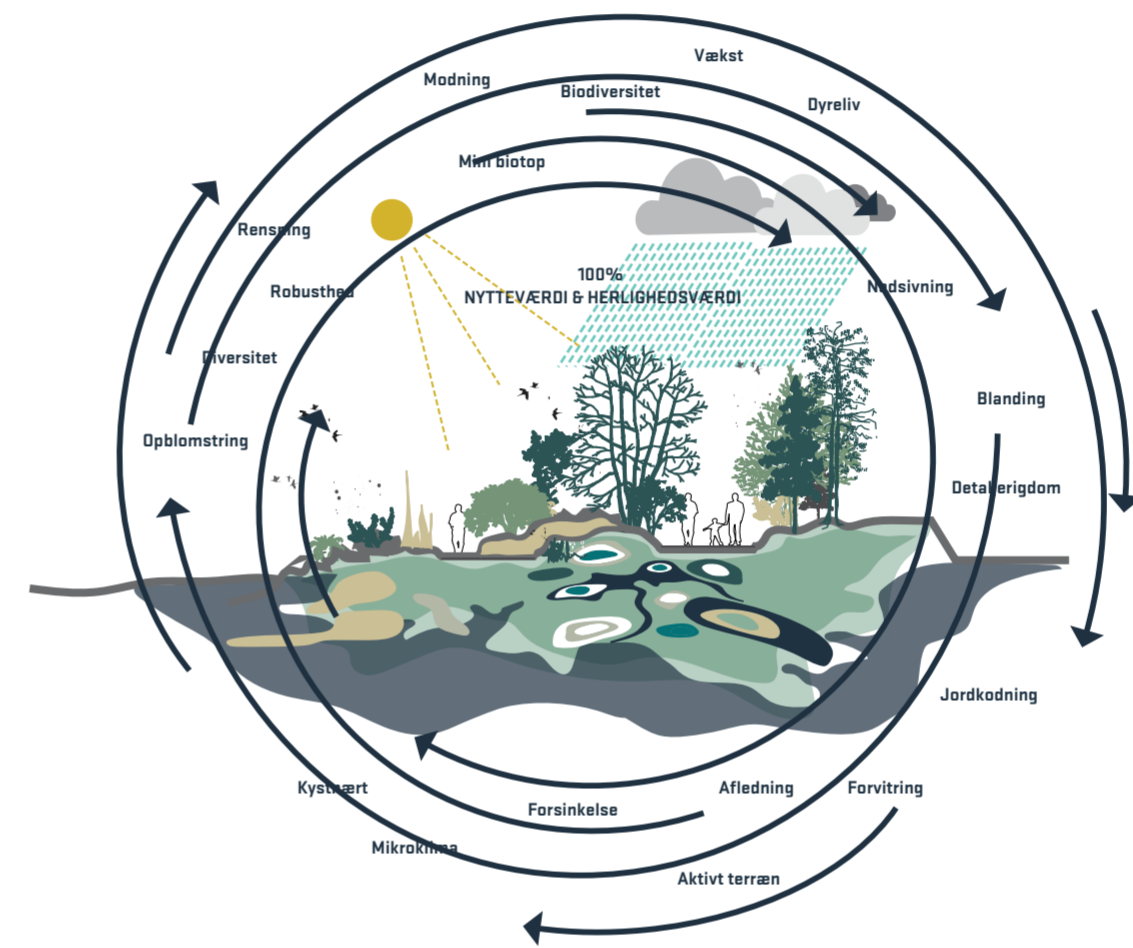 Vækst
Modning
Biodiversitet
Dyreliv
Mini biotop
Rensning
100%
NYTTEVÆRDI & HERLIGHEDSVÆRDI
Nedsivning
Robusthed
Diversitet
Blanding
Opblomstring
Detaljerigdom
Jordkodning
Kystnært
Afledning
Forvitring
Forsinkelse
Mikroklima
Aktivt terræn